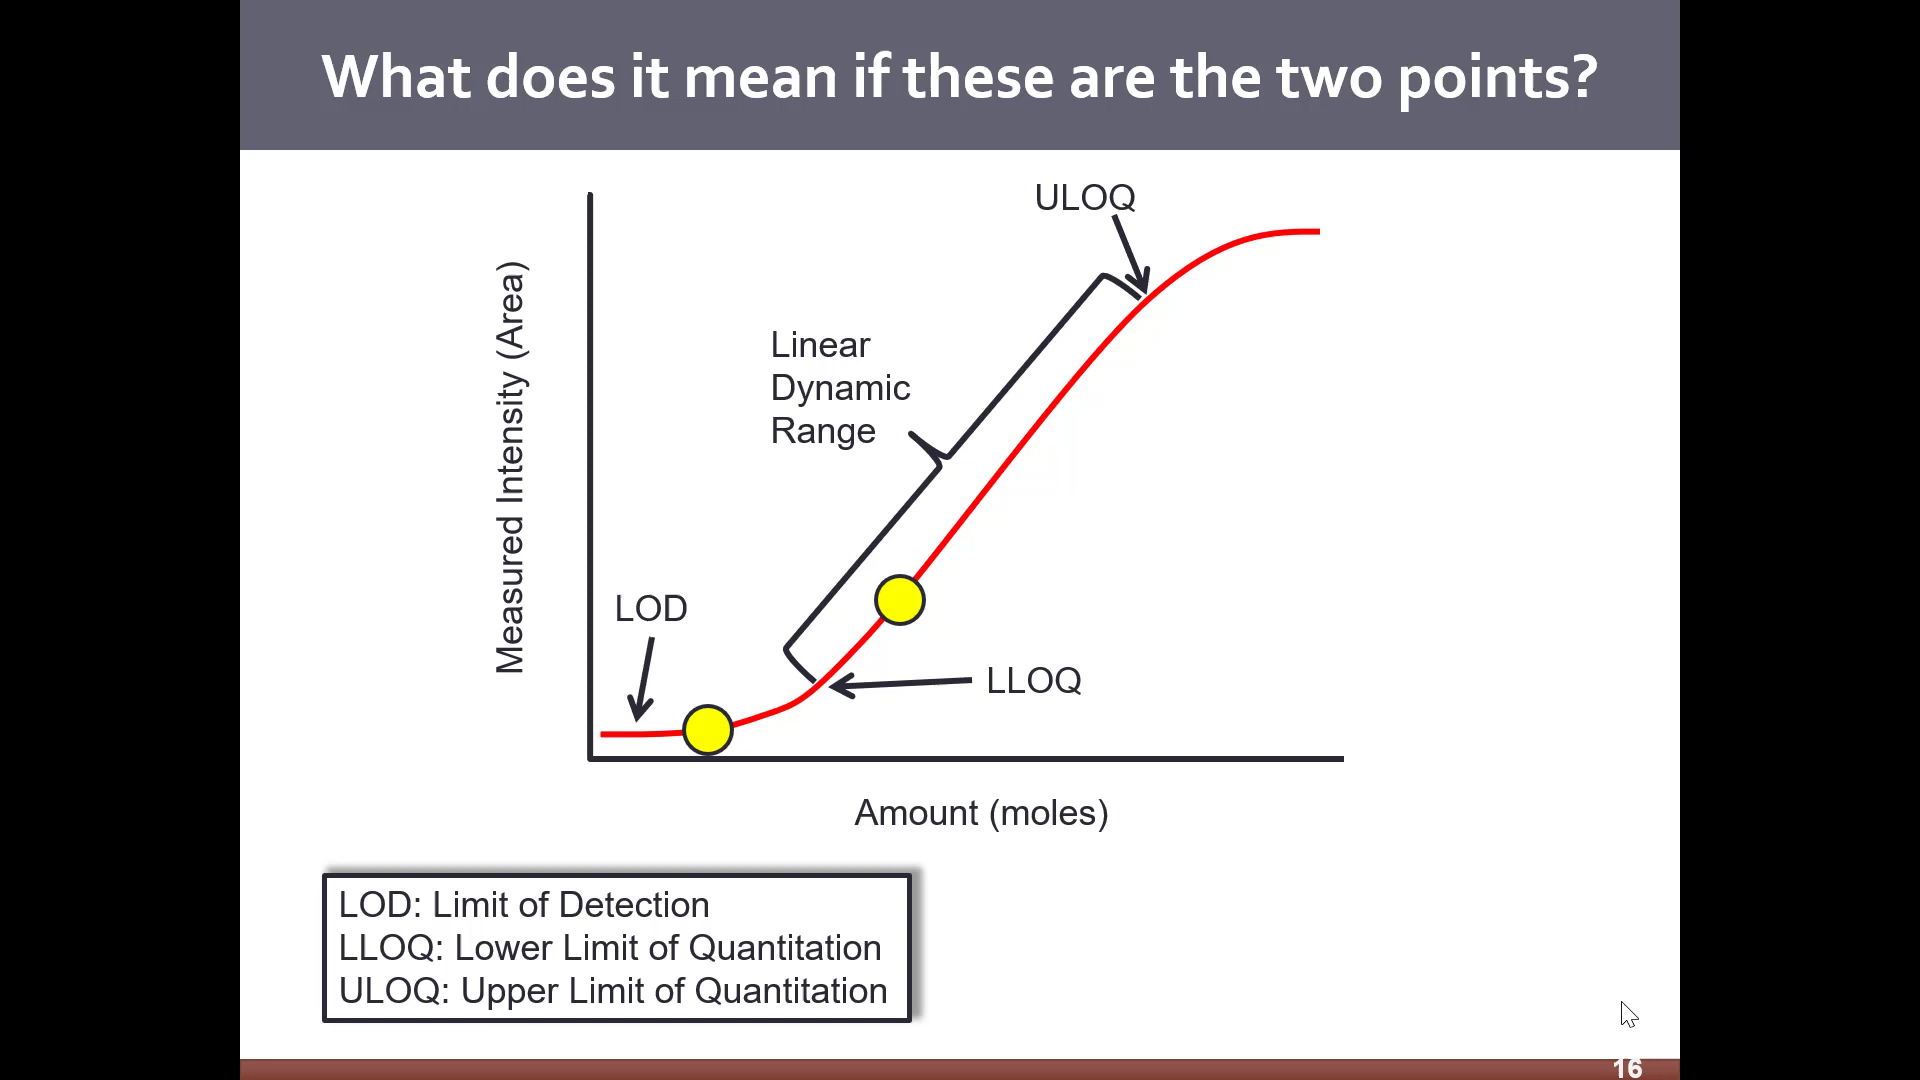 What does it mean if these are the two points?
ULOQ
Measured Intensity (Area)
Linear
Dynamic
Range
LOD
LLOQ
Amount (moles)
LOD: Limit of Detection
LLOQ: Lower Limit of Quantitation
ULOQ: Upper Limit of Quantitation
16